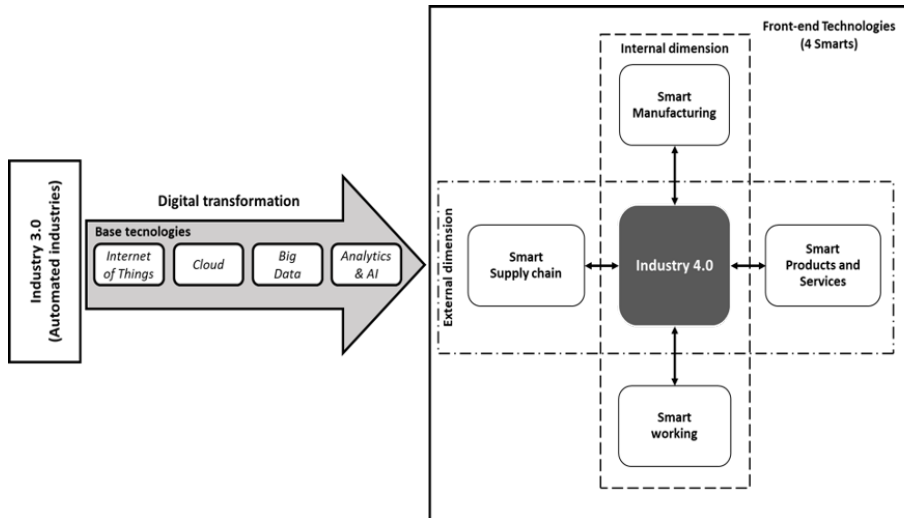 Industry 3.0
(Automated industries)
Digital transformation
Base tecnologies
Internet
of Things
Cloud
Big
Data
Analytics
& AI
Front-end Technologies
(4 Smarts)
Internal dimension
Smart
Manufacturing
External dimension
Smart
Supply chain
Industry 4.0
Smart
Products and
Services
Smart
working